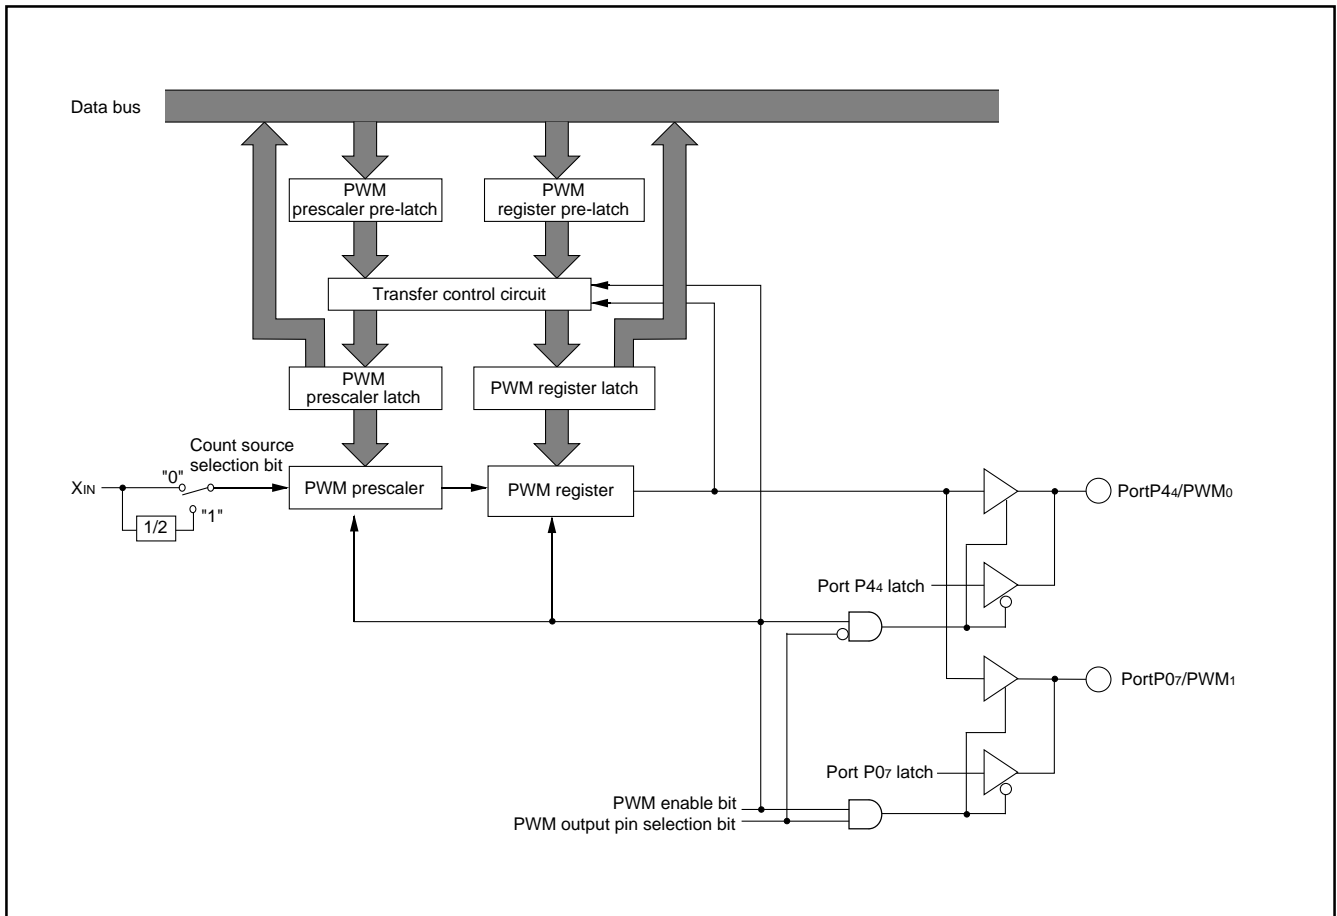 Data bus
PWM
prescaler pre-latch
PWM
register pre-latch
Transfer control circuit
PWM
prescaler latch
PWM register latch
Count source
selection bit
XIN
"0"
"1"
1/2
PWM prescaler
PWM register
PortP44/PWM0
Port P44 latch
PortP07/PWM1
Port P07 latch
PWM enable bit
PWM output pin selection bit